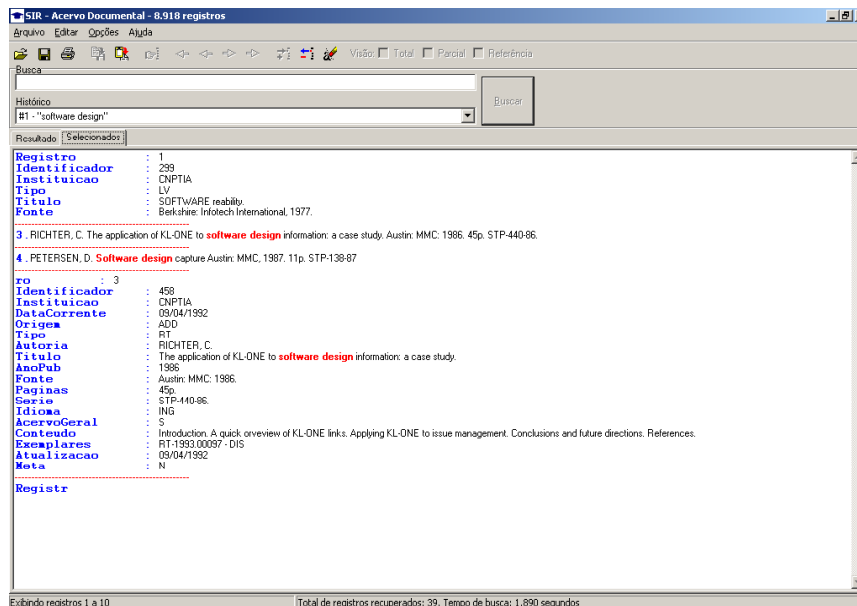 SIR - Acervo Documental - 8.918 registros
Arquivo Editar Opções Ajuda
Visão: Total Parcial Referência
Busca
Buscar
Histórico
#1 - "software design"
Resultado Selecionados
Registro : 1
Identificador : 299
Instituicao : CNPTIA
Tipo : LV
Titulo : SOFTWARE reability.
Fonte : Berkshire: Infotech International, 1977.
3 . RICHTER, C. The application of KL-ONE to software design information: a case study. Austin: MMC: 1986. 45p. STP-440-86.
4 . PETERSEN, D. Software design capture Austin: MMC, 1987. 11p. STP-138-87
ro : 3
Identificador : 458
Instituicao : CNPTIA
DataCorrente : 09/04/1992
Origem : ADD
Tipo : RT
Autoria : RICHTER, C.
Titulo : The application of KL-ONE to software design information: a case study.
AnoPub : 1986
Fonte : Austin: MMC: 1986.
Paginas : 45p.
Serie : STP-440-86.
Idioma : ING
AcervoGeral : S
Conteudo : Introduction. A quick orveview of KL-ONE links. Applying KL-ONE to issue management. Conclusions and future directions. References.
Exemplares : RT-1993.00097 - DIS
Atualizacao : 09/04/1992
Meta : N
Registr
Exibindo registros 1 a 10 Total de registros recuperados: 39. Tempo de busca: 1.890 segundos